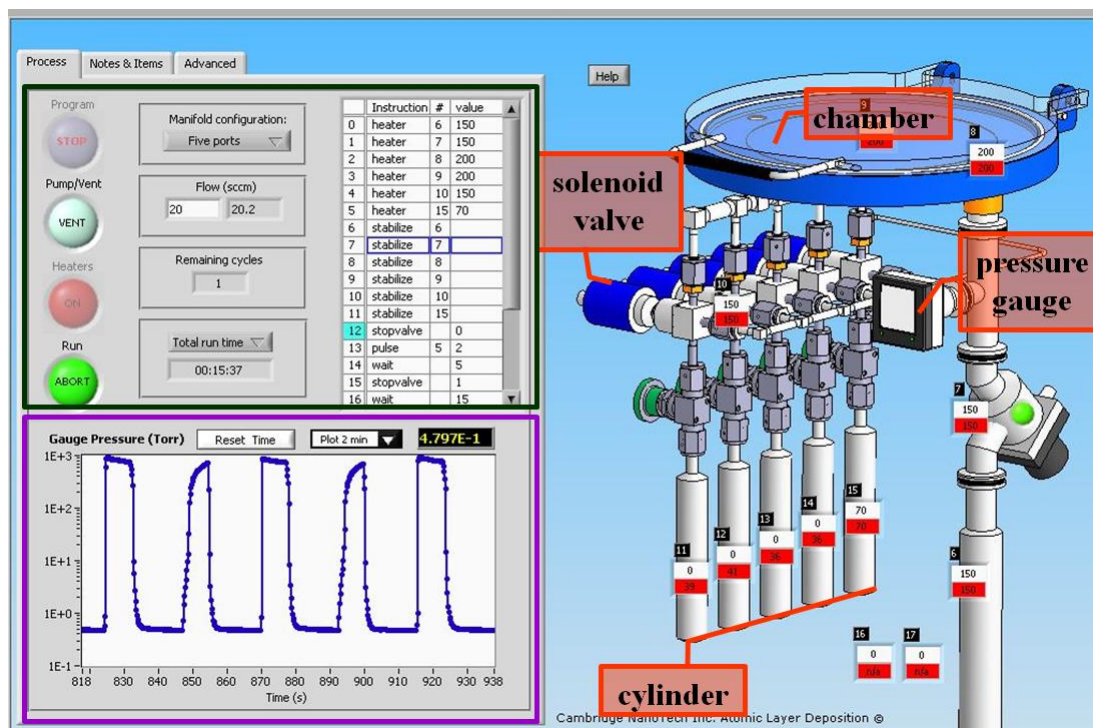 Process
Notes & Items
Advanced
Help
Program
STOP
Pump/Vent
VENT
Heaters
ON
Run
ABORT
Manifold configuration:
Five ports
Flow (sccm)
20 20.2
Remaining cycles
1
Total run time
00:15:37
Instruction # value
0 heater 6 150
1 heater 7 150
2 heater 8 200
3 heater 9 200
4 heater 10 150
5 heater 15 70
6 stabilize 6
7 stabilize 7
8 stabilize 8
9 stabilize 9
10 stabilize 10
11 stabilize 15
12 stopvalve 0
13 pulse 5 2
14 wait 5
15 stopvalve 1
16 wait 15
Gauge Pressure (Torr)
Reset Time
Plot 2 min
4.797E-1
1E+3
1E+2
1E+1
1E+0
1E-1
818 830 840 850 860 870 880 890 900 910 920 930 938
Time (s)
9
chamber
200
8
200
200
solenoid
valve
pressure
gauge
10
150
150
7
150
150
15
70
70
14
0
36
13
0
36
12
0
41
11
0
39
6
150
150
16
0
n/a
17
0
n/a
cylinder
Cambridge NanoTech Inc. Atomic Layer Deposition ©